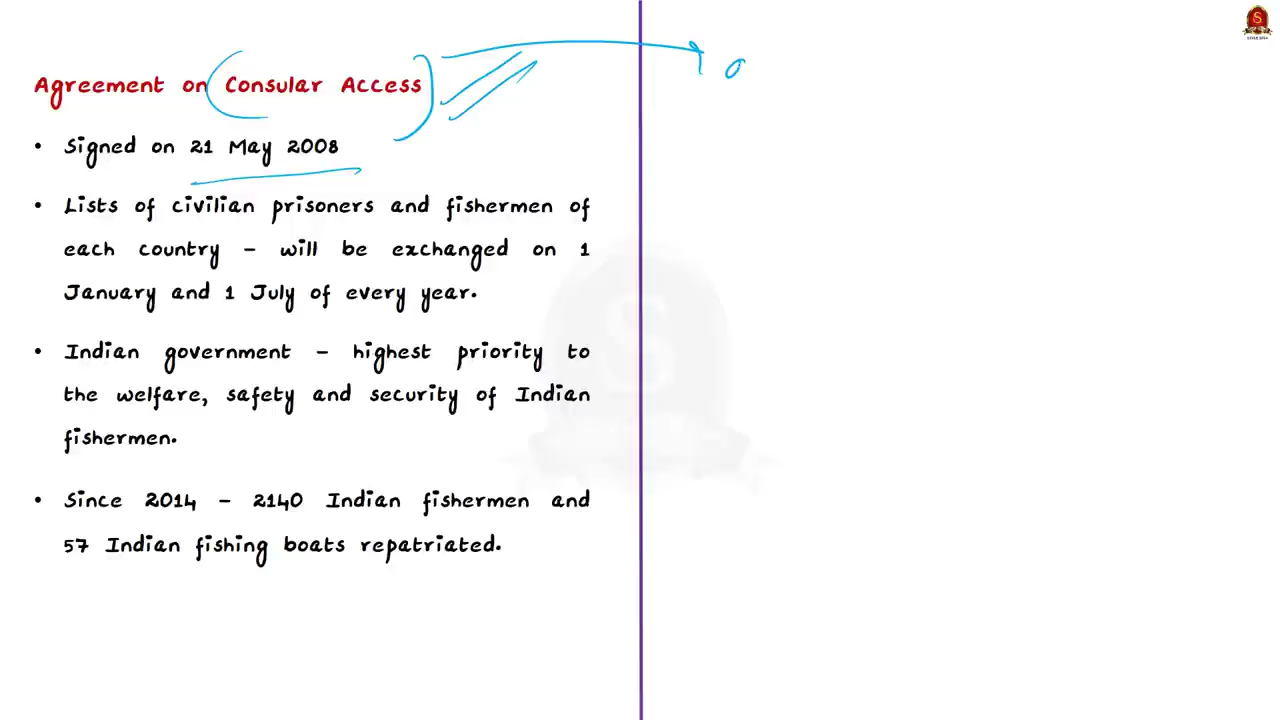 Agreement on Consular Access
• Signed on 21 May 2008
• Lists of civilian prisoners and fishermen of
each country – will be exchanged on 1
January and 1 July of every year.
• Indian government – highest priority to
the welfare, safety and security of Indian
fishermen.
• Since 2014 – 2140 Indian fishermen and
57 Indian fishing boats repatriated.